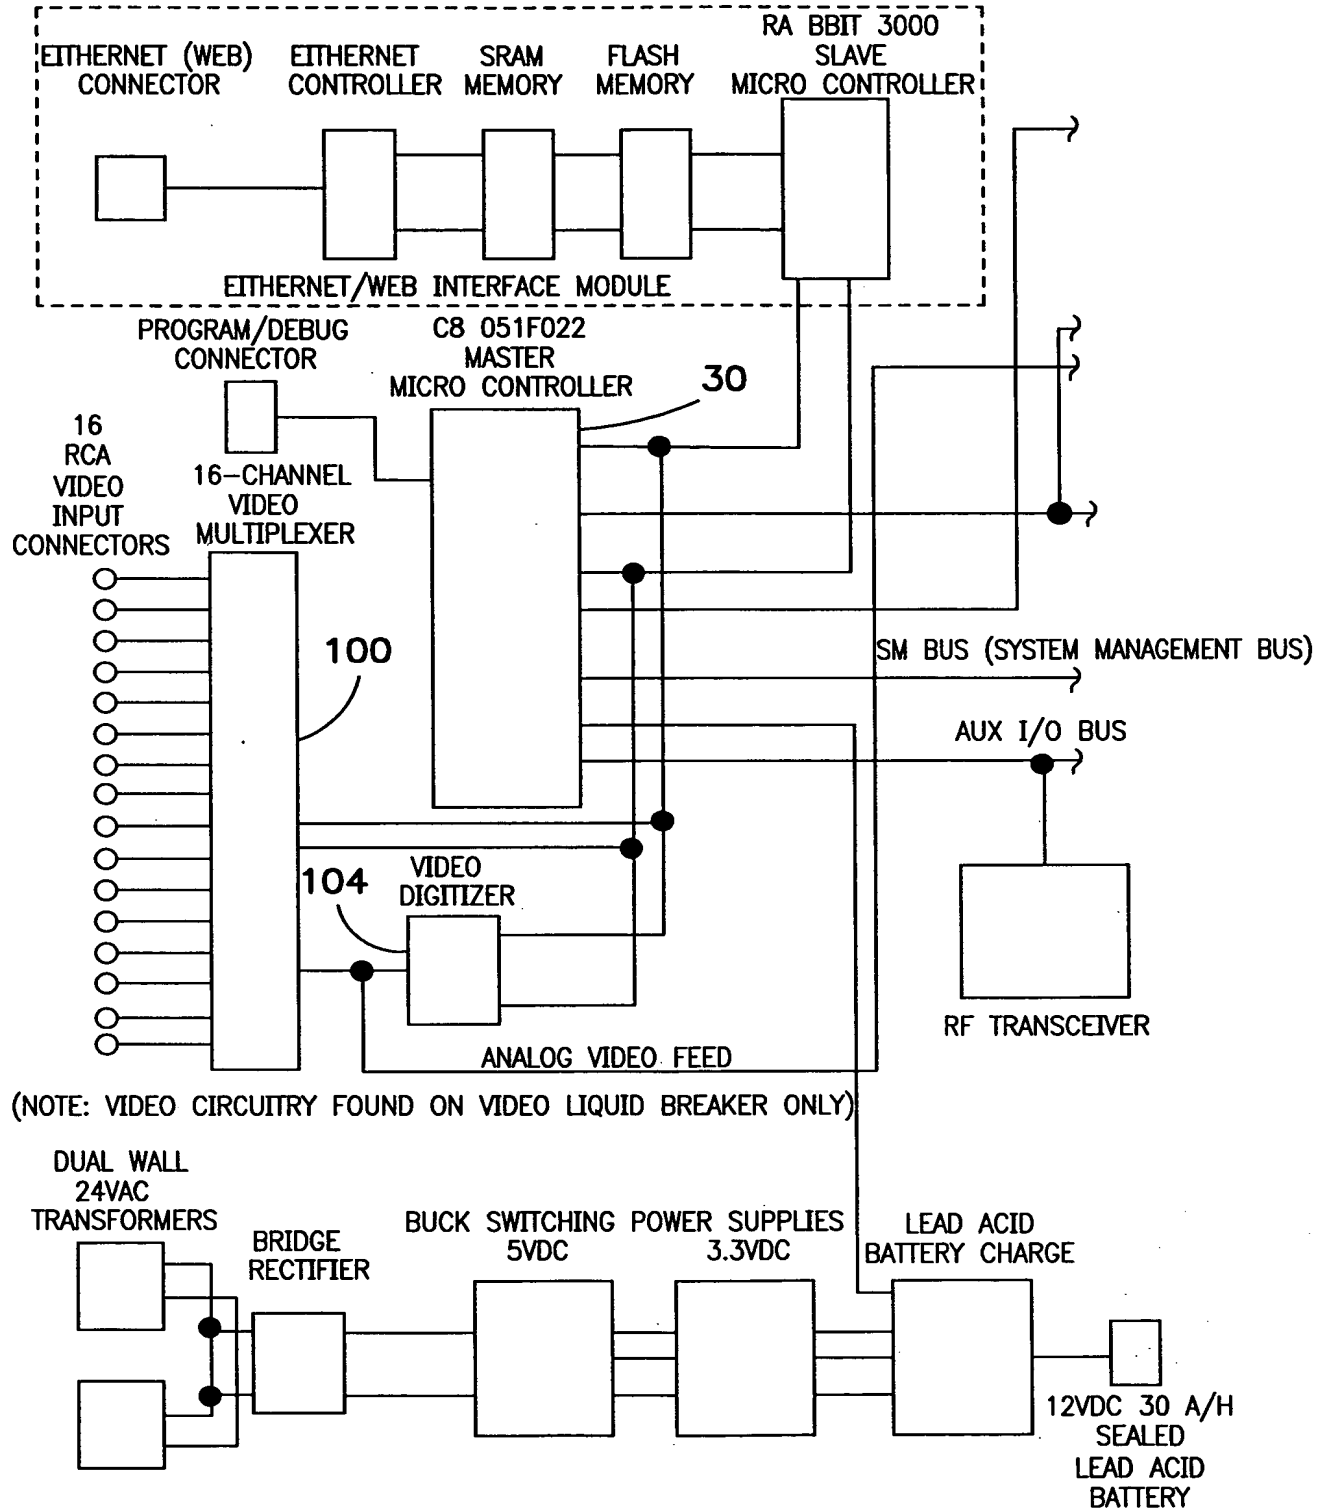 RA BBIT 3000
SLAVE
MICRO CONTROLLER
EITHERNET (WEB)
CONNECTOR
EITHERNET
CONTROLLER
SRAM
MEMORY
FLASH
MEMORY
EITHERNET/WEB INTERFACE MODULE
PROGRAM/DEBUG
CONNECTOR
C8 051F022
MASTER
MICRO CONTROLLER
30
16
RCA
VIDEO
INPUT
CONNECTORS
16-CHANNEL
VIDEO
MULTIPLEXER
100
SM BUS (SYSTEM MANAGEMENT BUS)
AUX I/O BUS
104
VIDEO
DIGITIZER
RF TRANSCEIVER
ANALOG VIDEO FEED
(NOTE: VIDEO CIRCUITRY FOUND ON VIDEO LIQUID BREAKER ONLY)
DUAL WALL
24VAC
TRANSFORMERS
BRIDGE
RECTIFIER
BUCK SWITCHING POWER SUPPLIES
5VDC
3.3VDC
LEAD ACID
BATTERY CHARGE
12VDC 30 A/H
SEALED
LEAD ACID
BATTERY